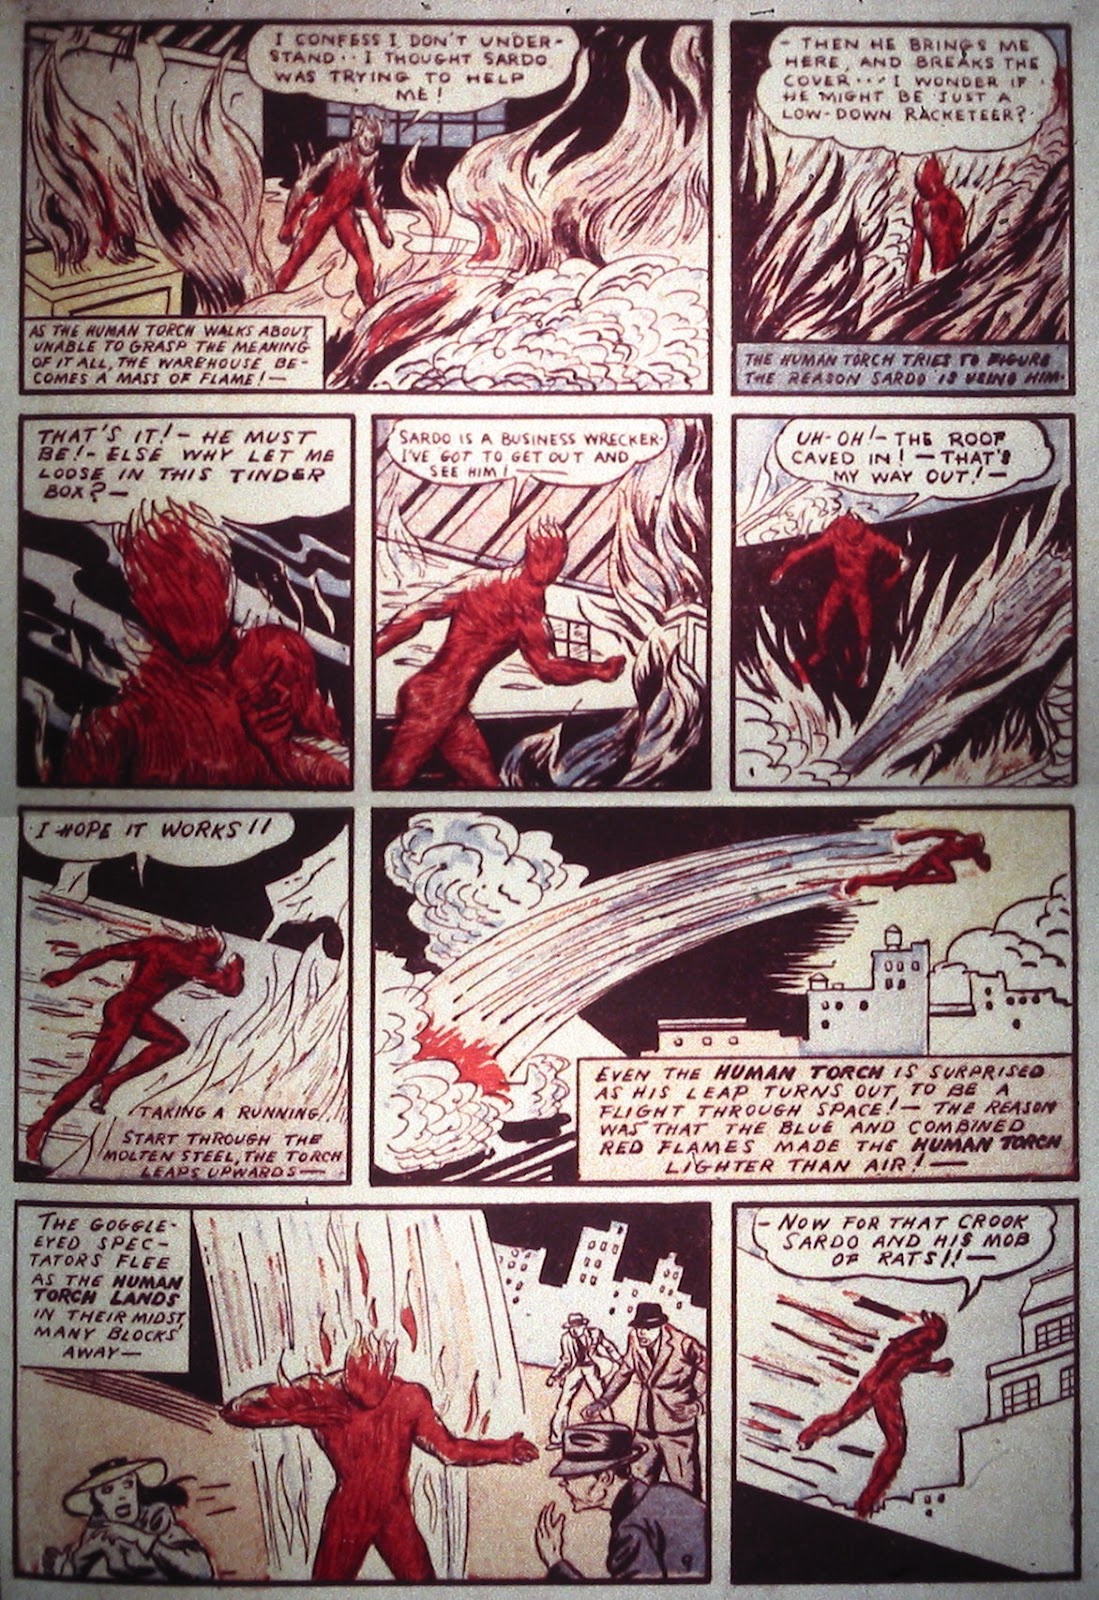 I CONFESS I DON'T UNDER-
STAND·· I THOUGHT SARDO
WAS TRYING TO HELP
ME!
AS THE HUMAN TORCH WALKS ABOUT
UNABLE TO GRASP THE MEANING
OF IT ALL, THE WAREHOUSE BE-
COMES A MASS OF FLAME!—
- THEN HE BRINGS ME
HERE, AND BREAKS THE
COVER··· I WONDER IF
HE MIGHT BE JUST A
LOW-DOWN RACKETEER?·
THE HUMAN TORCH TRIES TO FIGURE
THE REASON SARDO IS USING HIM·
THAT'S IT!- HE MUST
BE!- ELSE WHY LET ME
LOOSE IN THIS TINDER
BOX?-
SARDO IS A BUSINESS WRECKER·
I'VE GOT TO GET OUT AND
SEE HIM!—
UH-OH!- THE ROOF
CAVED IN!- THAT'S
MY WAY OUT!-
·I HOPE IT WORKS!!
TAKING A RUNNING
START THROUGH THE
MOLTEN STEEL, THE TORCH
LEAPS UPWARDS—
EVEN THE HUMAN TORCH IS SURPRISED
AS HIS LEAP TURNS OUT TO BE A
FLIGHT THROUGH SPACE!- THE REASON
WAS THAT THE BLUE AND COMBINED
RED FLAMES MADE THE HUMAN TORCH
LIGHTER THAN AIR!—
THE GOGGLE-
EYED SPEC-
TATORS FLEE
AS THE HUMAN
TORCH LANDS
IN THEIR MIDST,
MANY BLOCKS
AWAY—
9
- NOW FOR THAT CROOK
SARDO AND HIS MOB
OF RATS!!-